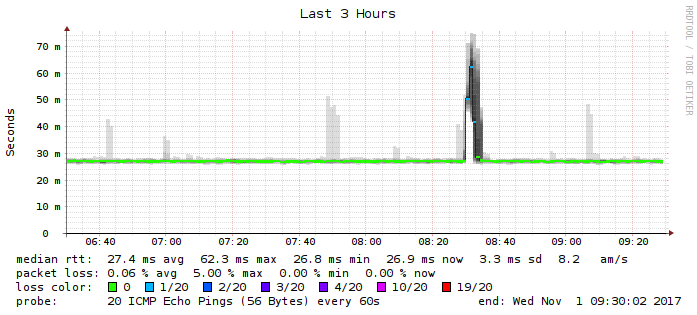 Last 3 Hours
RRDTOOL / TOBI OETIKER
Seconds
70 m
60 m
50 m
40 m
30 m
20 m
10 m
0
06:40 07:00 07:20 07:40 08:00 08:20 08:40 09:00 09:20
median rtt: 27.4 ms avg 62.3 ms max 26.8 ms min 26.9 ms now 3.3 ms sd 8.2 am/s
packet loss: 0.06 % avg 5.00 % max 0.00 % min 0.00 % now
loss color: 0 1/20 2/20 3/20 4/20 10/20 19/20
probe: 20 ICMP Echo Pings (56 Bytes) every 60s end: Wed Nov 1 09:30:02 2017